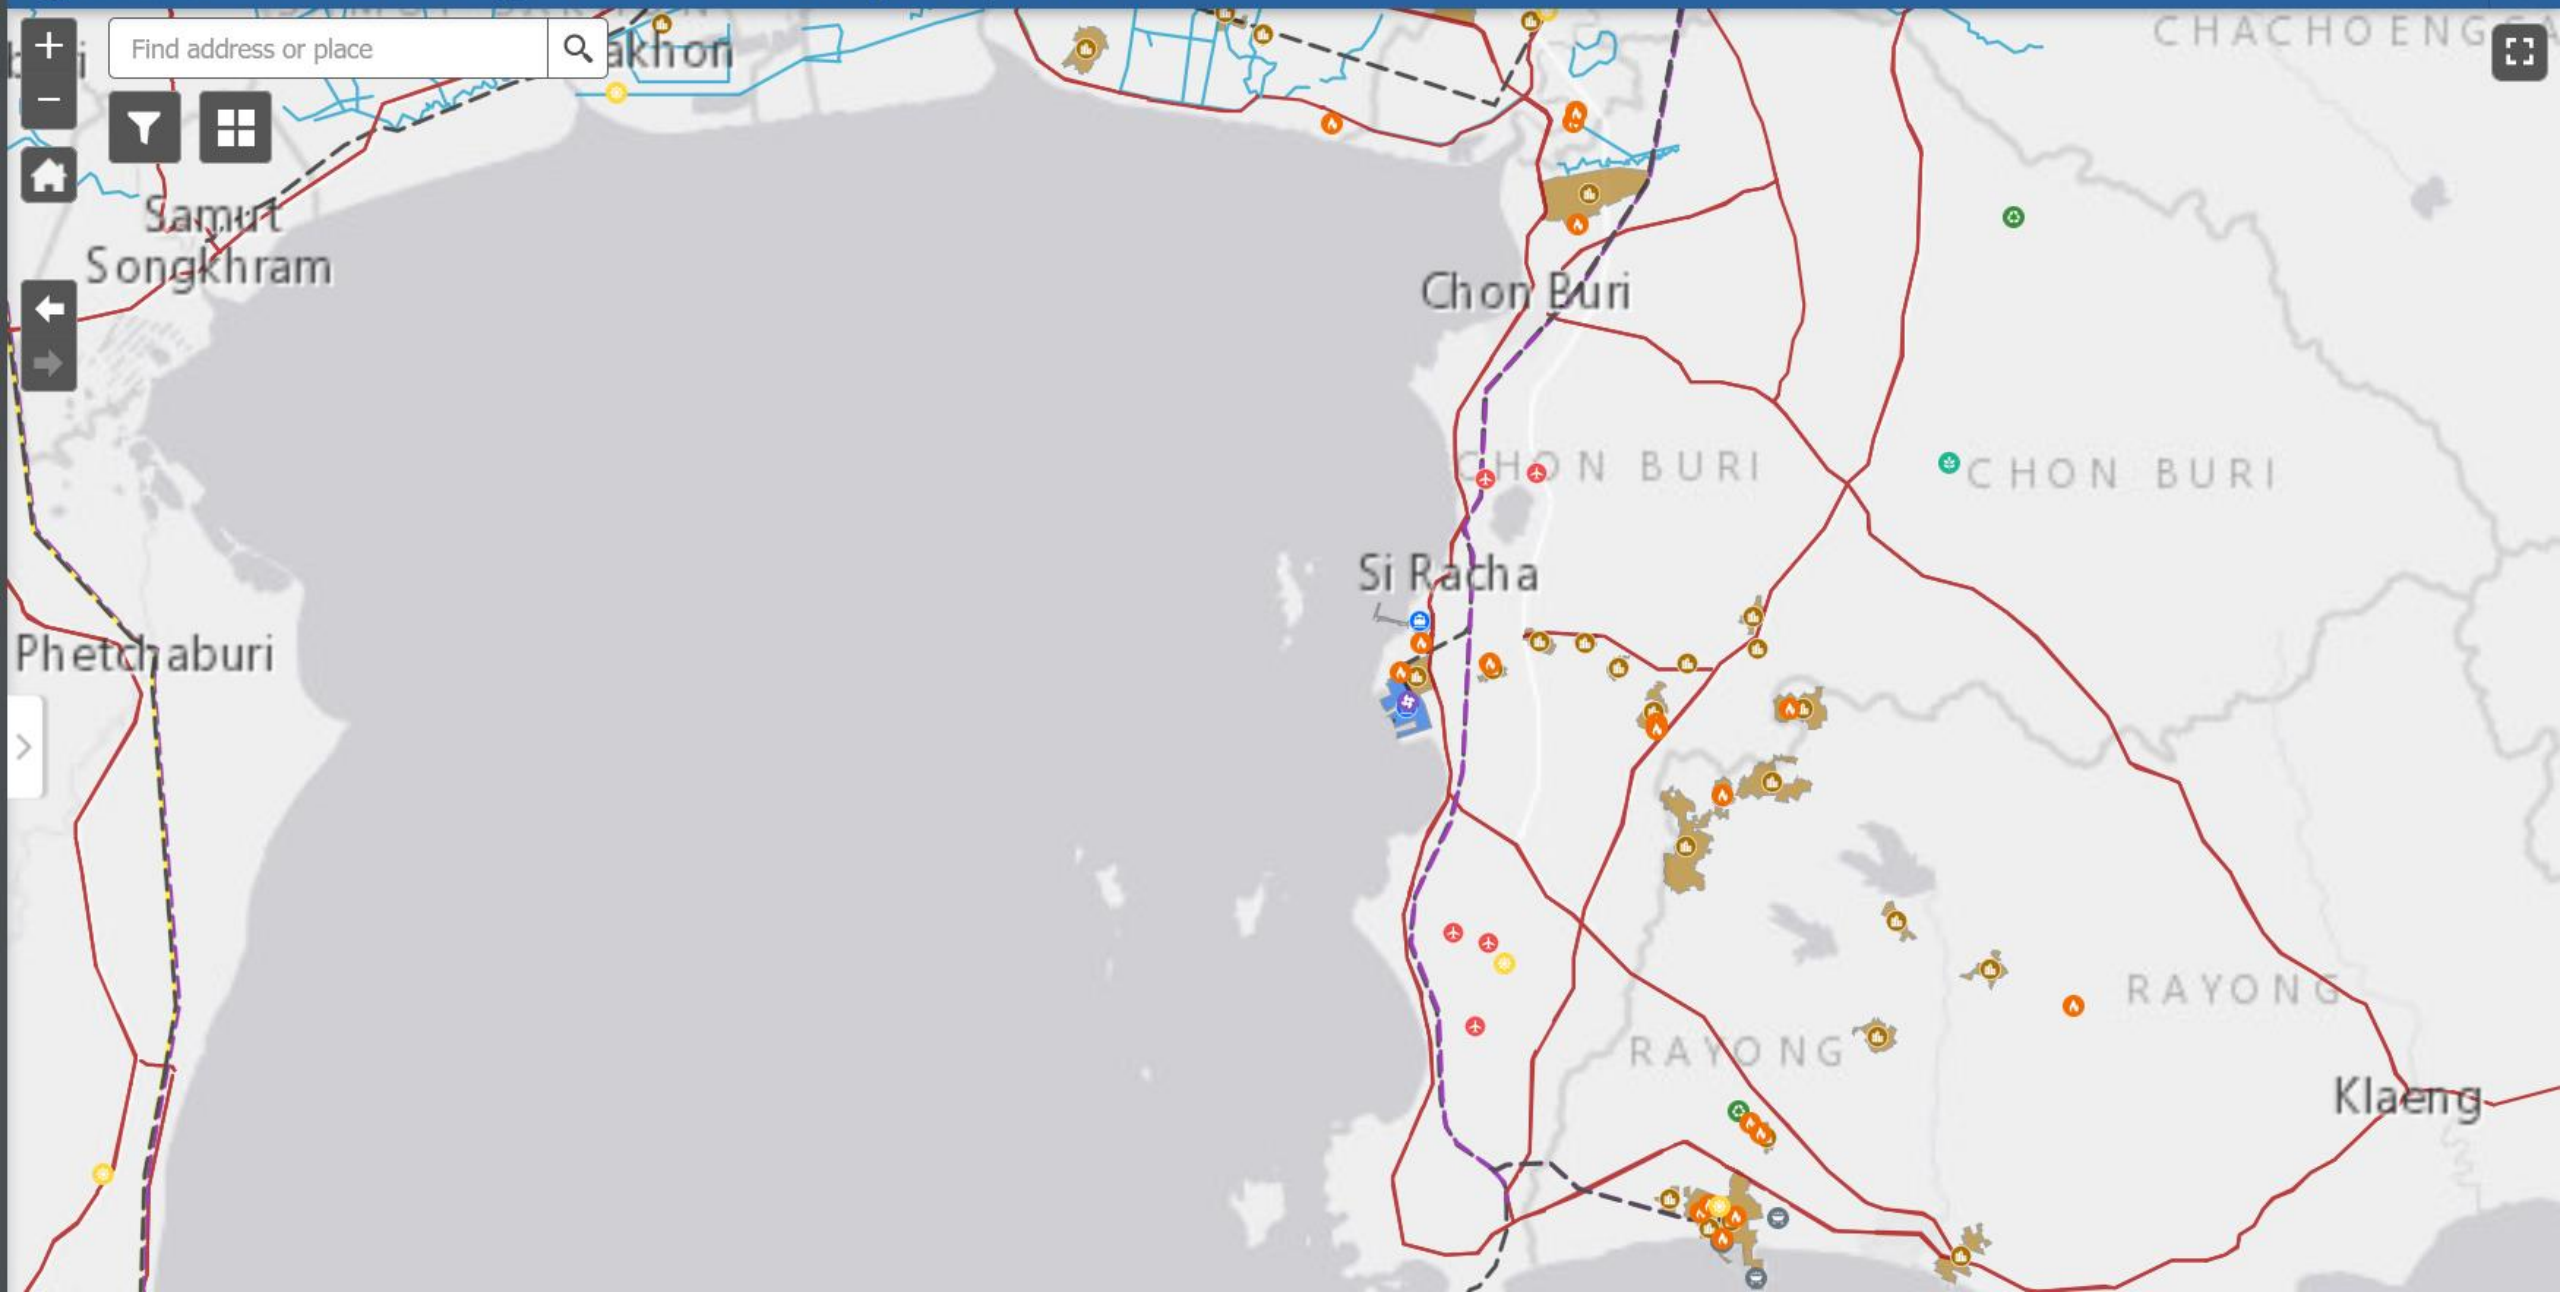 Find address or place
akhon
CHACHOENGSA
Samut
Songkhram
Chon Buri
CHON BURI
CHON BURI
Si Racha
Phetchaburi
RAYONG
RAYONG
Klaeng